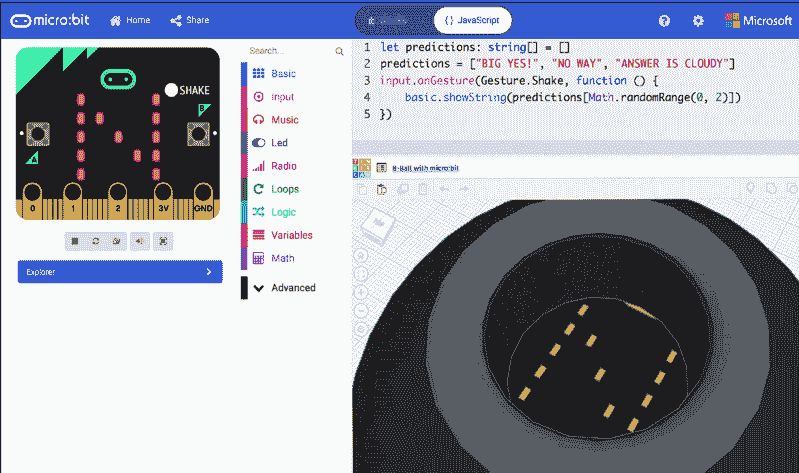 micro:bit
Home
Share
{} JavaScript
Microsoft
SHAKE
B
A
0 1 2 3V GND
Explorer
Search...
Basic
Input
Music
Led
Radio
Loops
Logic
Variables
Math
Advanced
1 let predictions: string[] = []
2 predictions = ["BIG YES!", "NO WAY", "ANSWER IS CLOUDY"]
3 input.onGesture(Gesture.Shake, function () {
4 basic.showString(predictions[Math.randomRange(0, 2)])
5 })
8-Ball with micro:bit